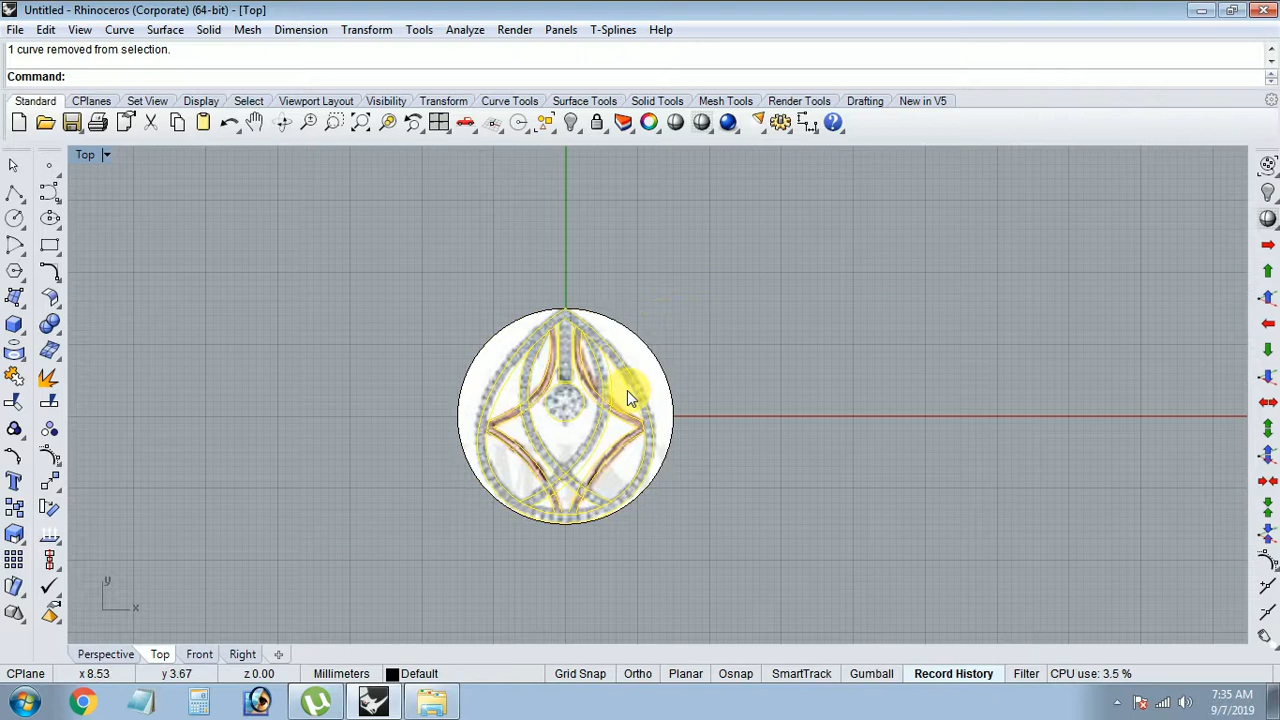 Untitled - Rhinoceros (Corporate) (64-bit) - [Top]
File Edit View Curve Surface Solid Mesh Dimension Transform Tools Analyze Render Panels T-Splines Help
1 curve removed from selection.
Command:
Standard CPlanes Set View Display Select Viewport Layout Visibility Transform Curve Tools Surface Tools Solid Tools Mesh Tools Render Tools Drafting New in V5
Top
y
x
Perspective Top Front Right
CPlane x 8.53 y 3.67 z 0.00 Millimeters Default Grid Snap Ortho Planar Osnap SmartTrack Gumball Record History Filter CPU use: 3.5 %
7:35 AM
9/7/2019